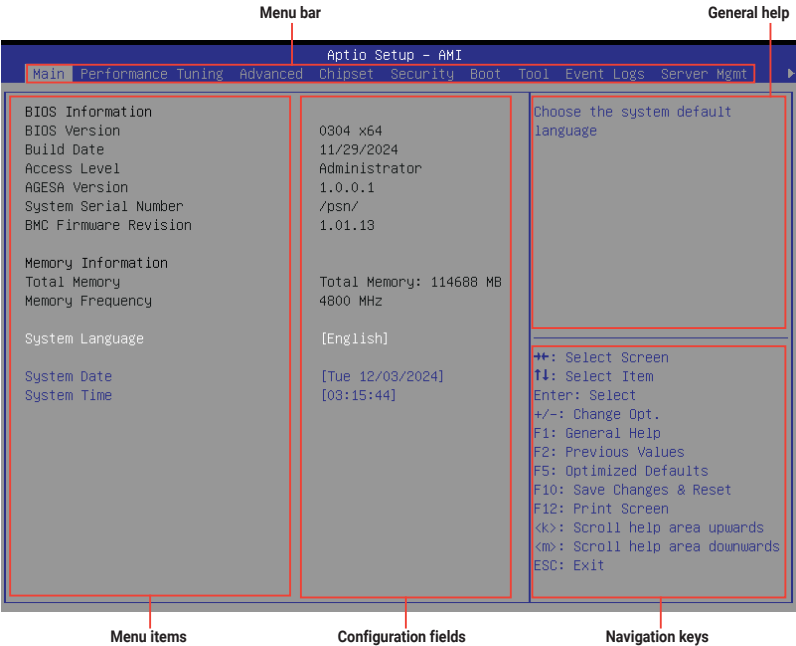 Menu bar General help
Aptio Setup – AMI
Main Performance Tuning Advanced Chipset Security Boot Tool Event Logs Server Mgmt
BIOS Information
BIOS Version 0304 x64
Build Date 11/29/2024
Access Level Administrator
AGESA Version 1.0.0.1
System Serial Number /psn/
BMC Firmware Revision 1.01.13
Memory Information
Total Memory Total Memory: 114688 MB
Memory Frequency 4800 MHz
System Language [English]
System Date [Tue 12/03/2024]
System Time [03:15:44]
Choose the system default
language
→←: Select Screen
↑↓: Select Item
Enter: Select
+/-: Change Opt.
F1: General Help
F2: Previous Values
F5: Optimized Defaults
F10: Save Changes & Reset
F12: Print Screen
<k>: Scroll help area upwards
<m>: Scroll help area downwards
ESC: Exit
Menu items Configuration fields Navigation keys